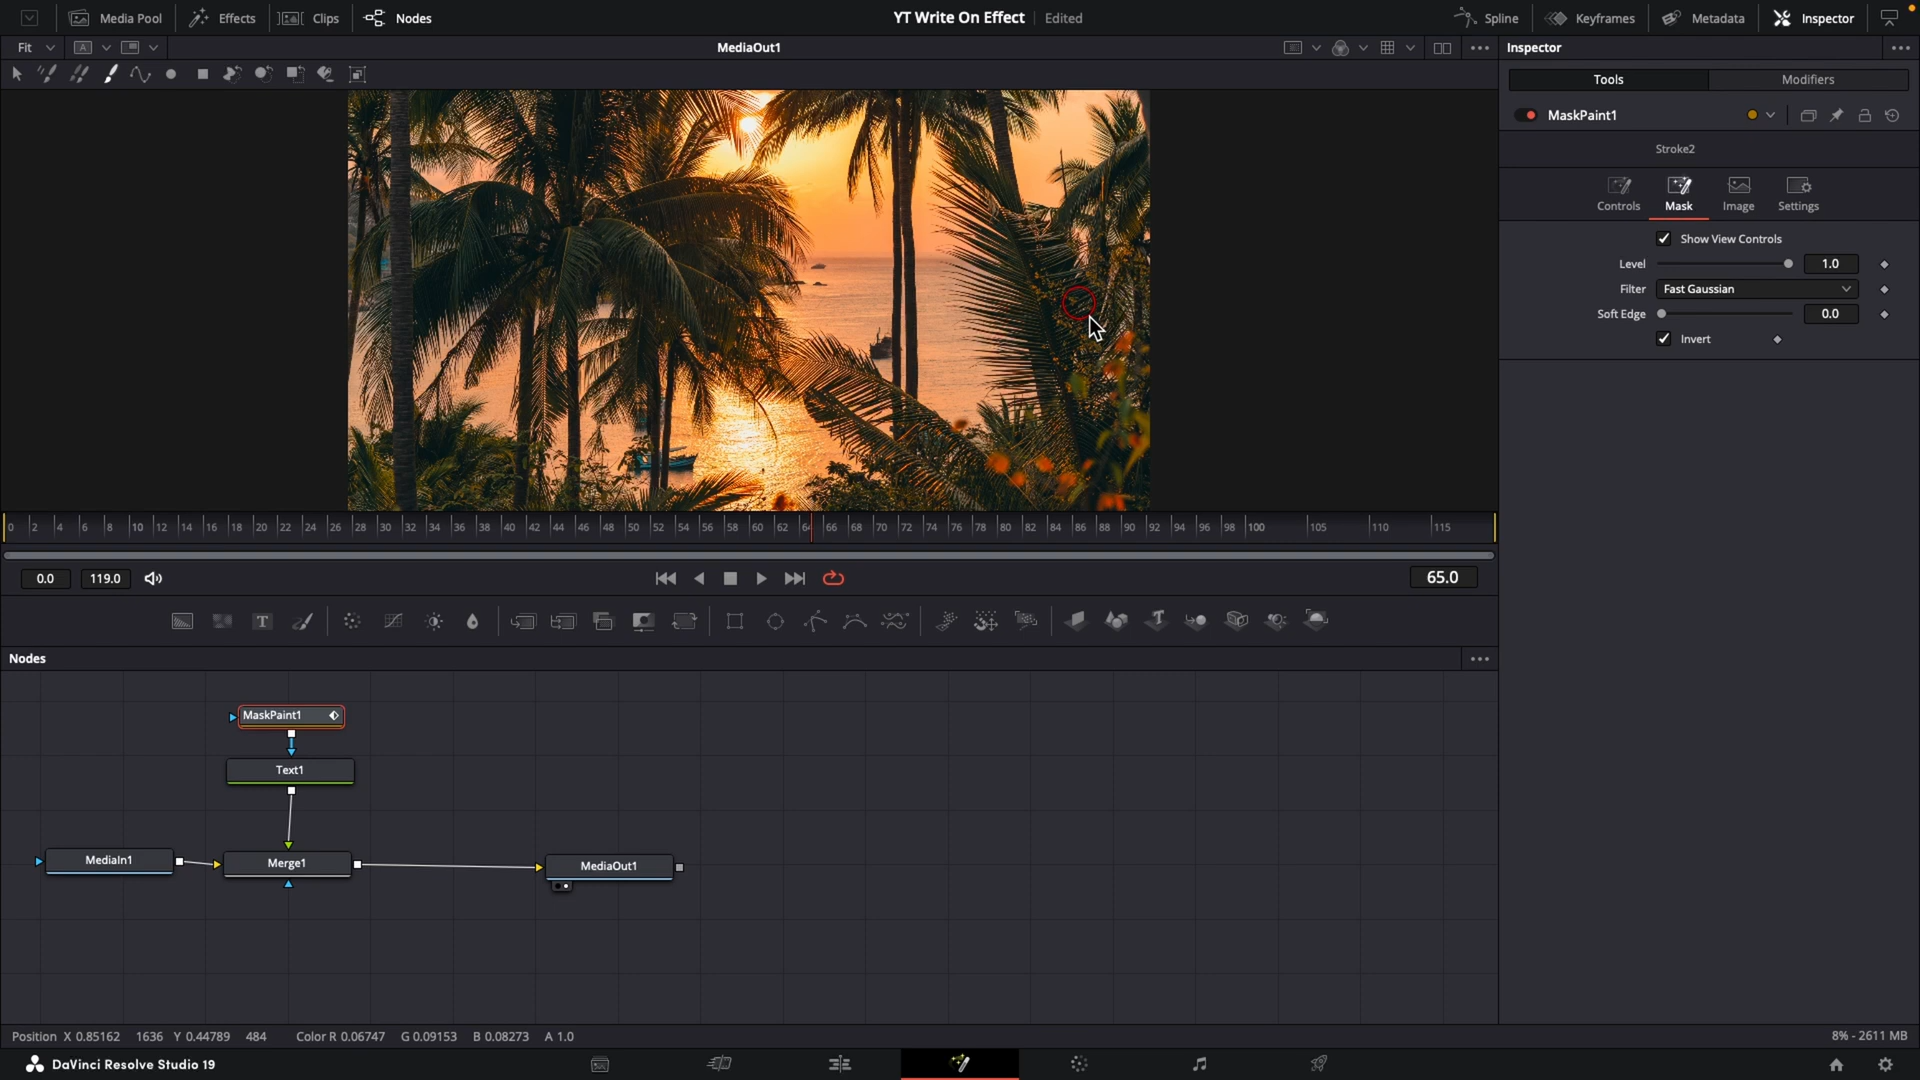 Media Pool Effects Clips Nodes YT Write On Effect Edited Spline Keyframes Metadata Inspector
Fit A MediaOut1 Inspector
Tools Modifiers
MaskPaint1
Stroke2
Controls Mask Image Settings
Show View Controls
Level 1.0
Filter Fast Gaussian
Soft Edge 0.0
Invert
0 2 4 6 8 10 12 14 16 18 20 22 24 26 28 30 32 34 36 38 40 42 44 46 48 50 52 54 56 58 60 62 64 66 68 70 72 74 76 78 80 82 84 86 88 90 92 94 96 98 100 105 110 115
0.0 119.0 65.0
T T
Nodes
MaskPaint1
Text1
MediaIn1 Merge1 MediaOut1
Position X 0.85162 1636 Y 0.44789 484 Color R 0.06747 G 0.09153 B 0.08273 A 1.0 8% - 2611 MB
DaVinci Resolve Studio 19